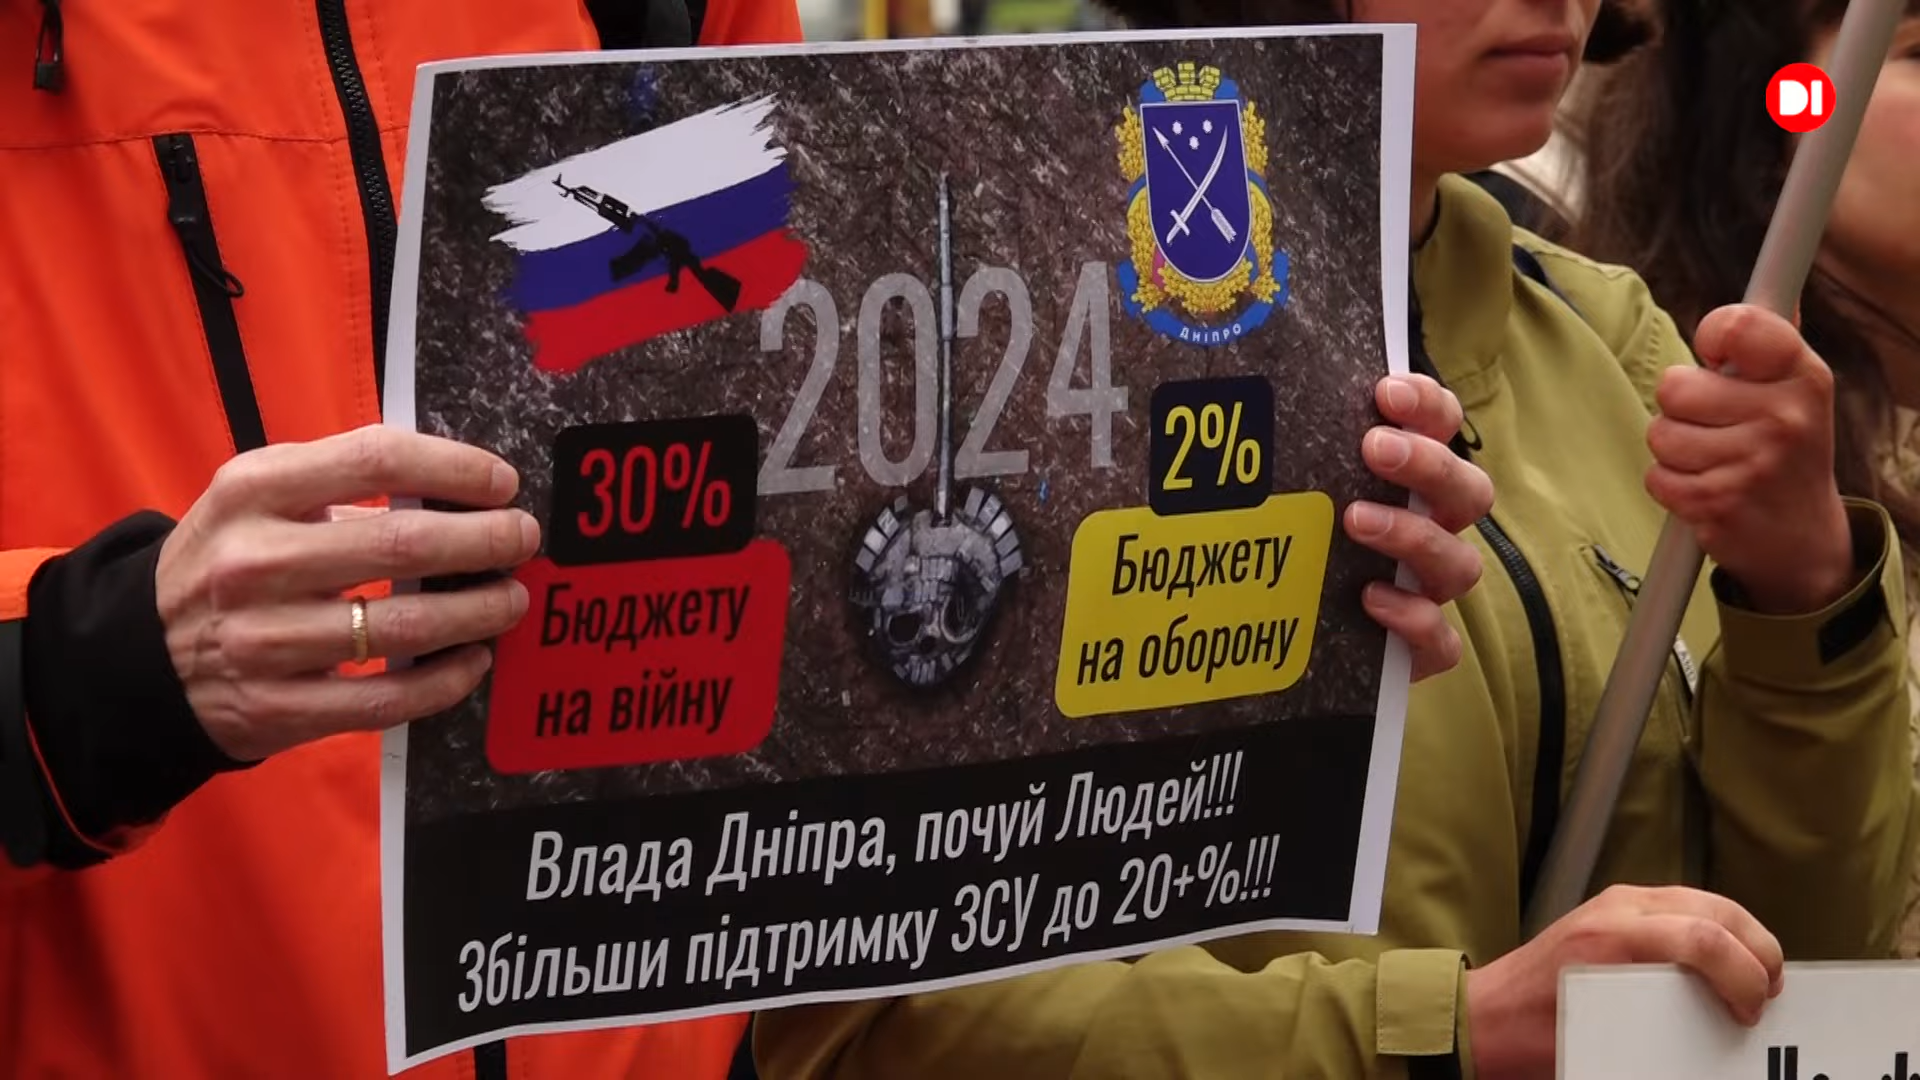 DI
ДНІПРО
2024
30%
Бюджету
на війну
2%
Бюджету
на оборону
Влада Дніпра, почуй Людей!!!
Збільши підтримку ЗСУ до 20+%!!!